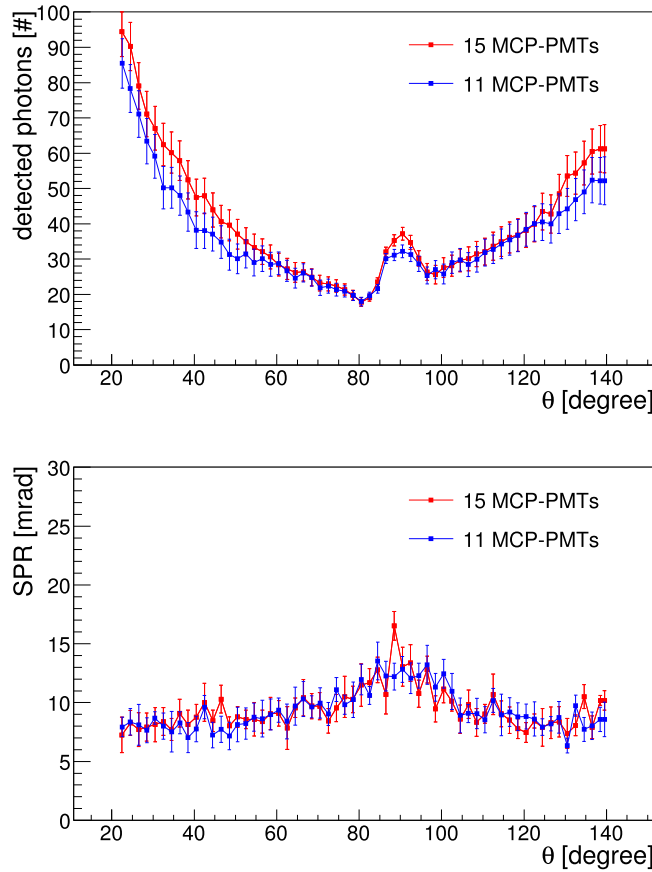 detected photons [#]
100
90
80
70
60
50
40
30
20
10
0
15 MCP-PMTs
11 MCP-PMTs
20 40 60 80 100 120 140
θ [degree]
SPR [mrad]
30
25
20
15
10
5
0
15 MCP-PMTs
11 MCP-PMTs
20 40 60 80 100 120 140
θ [degree]